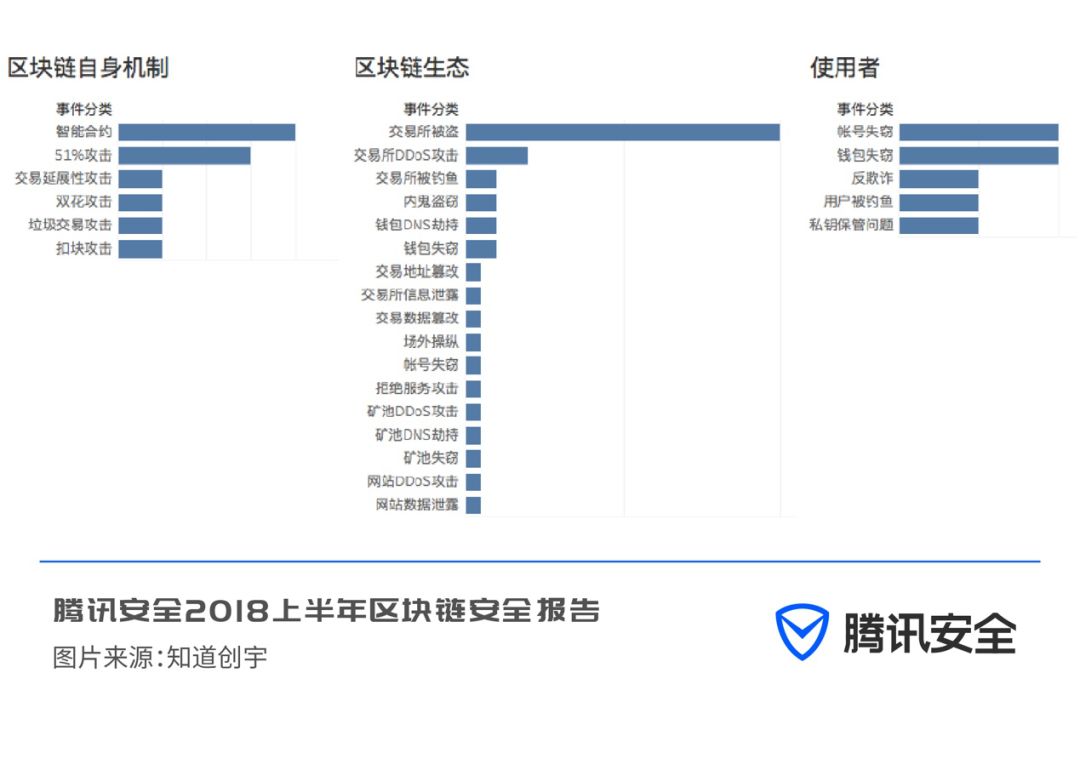 区块链自身机制
事件分类
智能合约
51%攻击
交易延展性攻击
双花攻击
垃圾交易攻击
扣块攻击
区块链生态
事件分类
交易所被盗
交易所DDoS攻击
交易所被钓鱼
内鬼盗窃
钱包DNS劫持
钱包失窃
交易地址篡改
交易所信息泄露
交易数据篡改
场外操纵
帐号失窃
拒绝服务攻击
矿池DDoS攻击
矿池DNS劫持
矿池失窃
网站DDoS攻击
网站数据泄露
使用者
事件分类
帐号失窃
钱包失窃
反欺诈
用户被钓鱼
私钥保管问题
腾讯安全2018上半年区块链安全报告
图片来源:知道创宇
腾讯安全